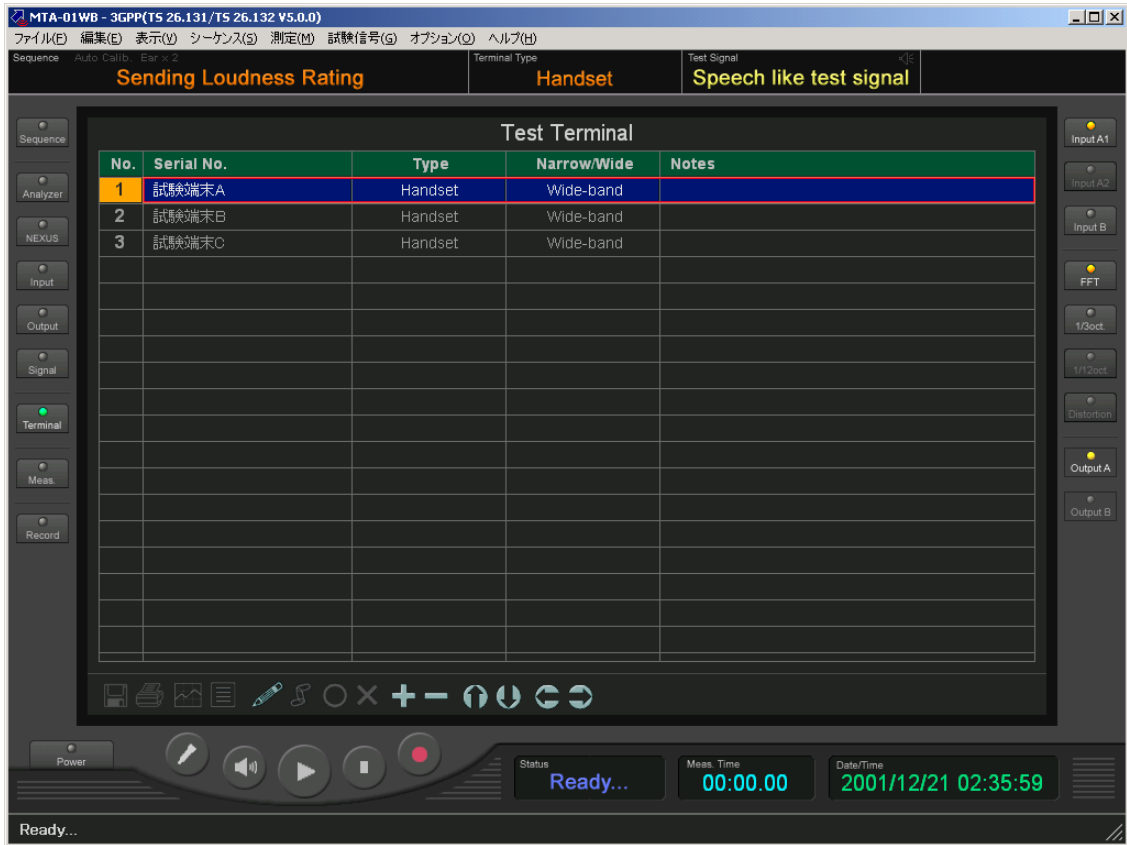 MTA-01WB - 3GPP(TS 26.131/TS 26.132 V5.0.0)
ファイル(F) 編集(E) 表示(V) シーケンス(S) 測定(M) 試験信号(G) オプション(O) ヘルプ(H)
Sequence Auto Calib. Ear x 2 Terminal Type Test Signal
Sending Loudness Rating Handset Speech like test signal
Test Terminal
No. Serial No. Type Narrow/Wide Notes
1 試験端末A Handset Wide-band
2 試験端末B Handset Wide-band
3 試験端末C Handset Wide-band
Sequence
Analyzer
NEXUS
Input
Output
Signal
Terminal
Meas.
Record
Input A1
Input A2
Input B
FFT
1/3oct.
1/12oct.
Distortion
Output A
Output B
Power
Status
Ready...
Meas. Time
00:00.00
Date/Time
2001/12/21 02:35:59
Ready...